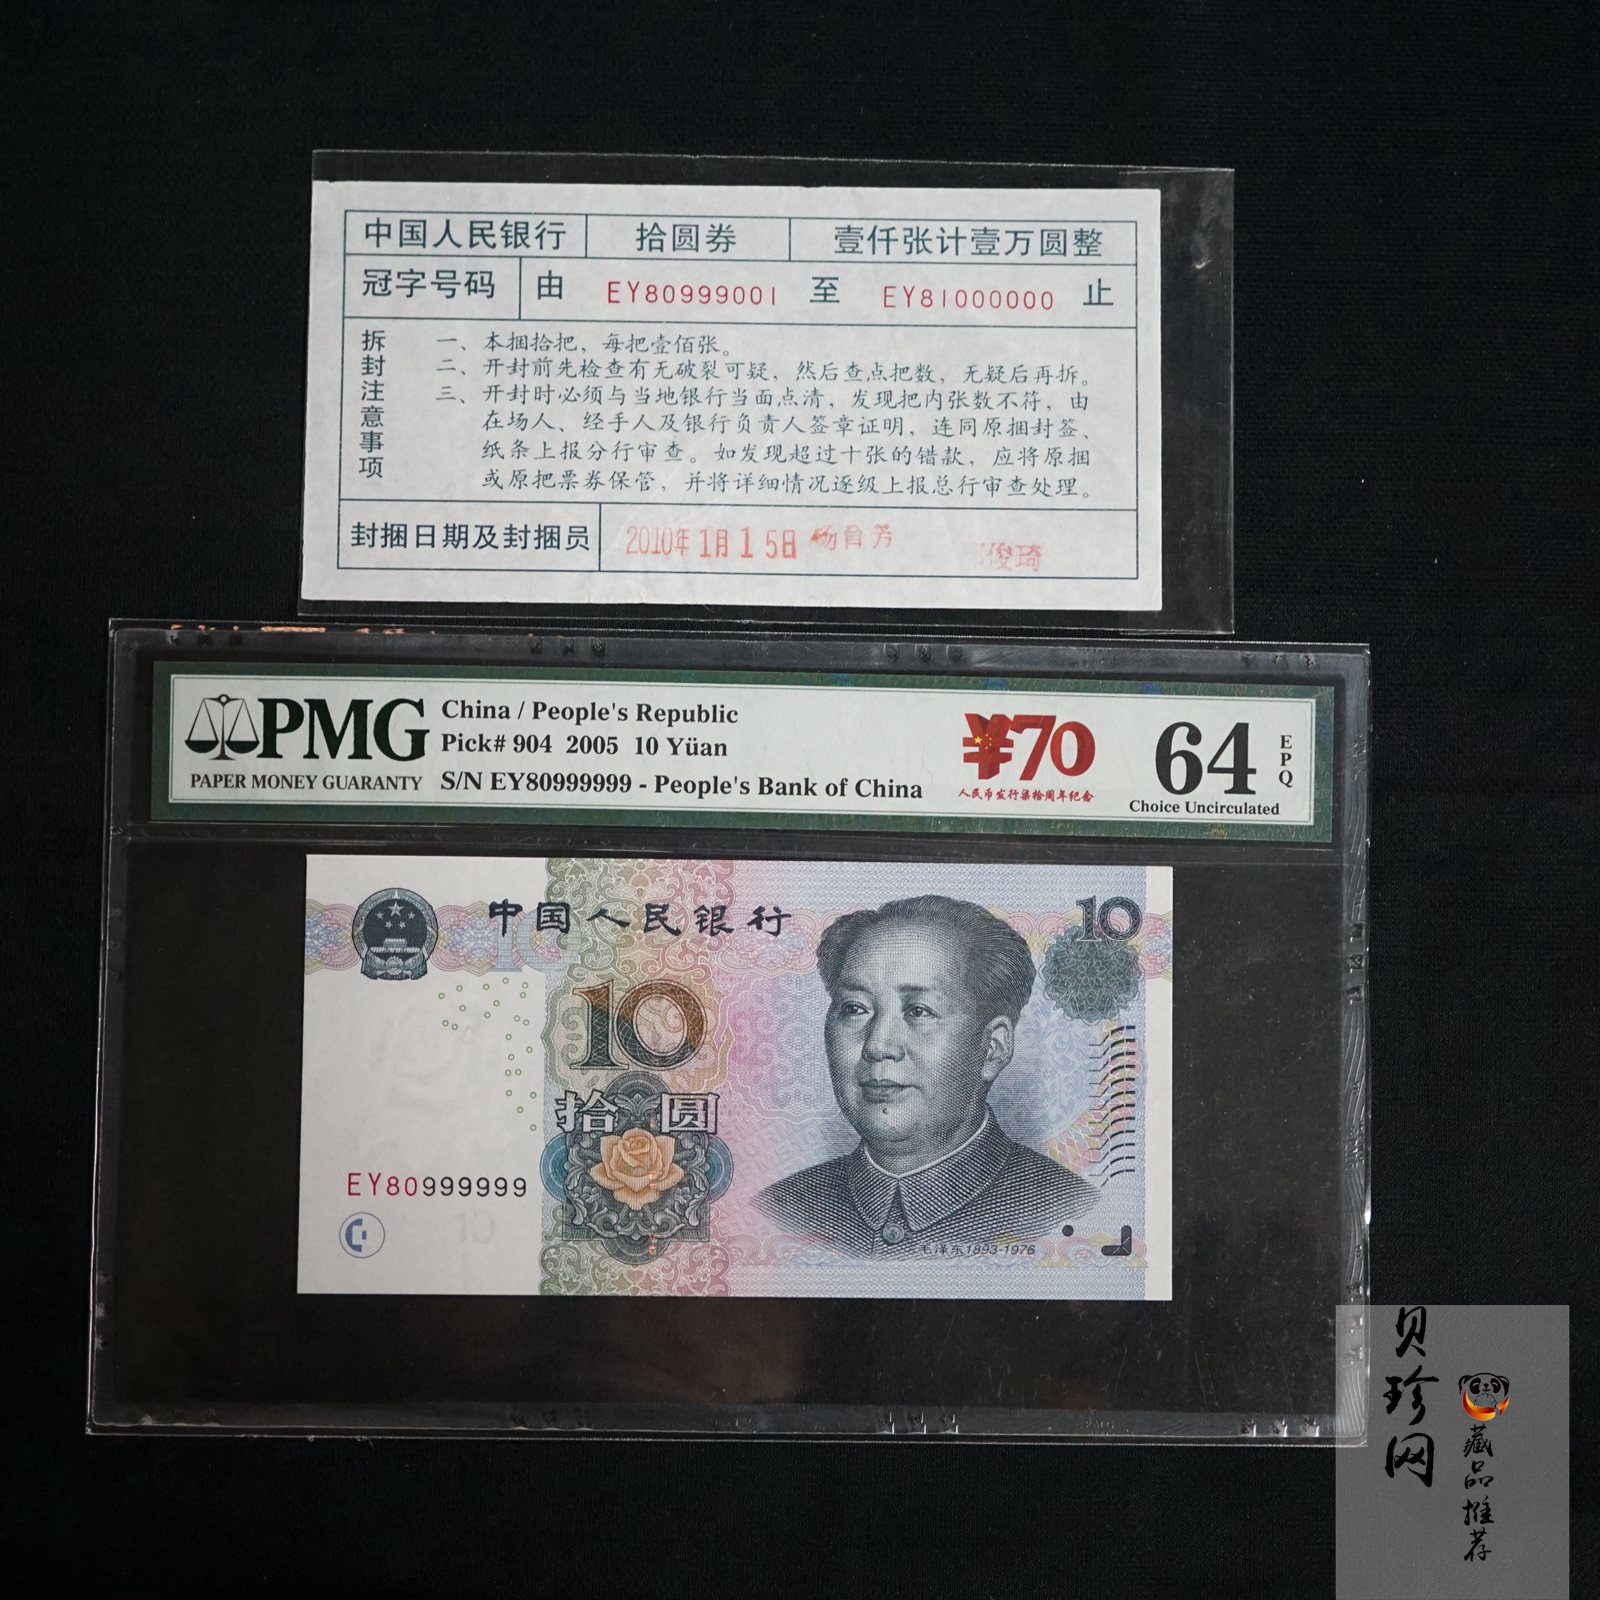 中国人民银行 拾圆券 壹仟张计壹万圆整
冠字号码 由 EY80999001 至 EY81000000 止
拆封注意事项
一、本捆拾把，每把壹佰张。
二、开封前先检查有无破裂可疑，然后查点把数，无疑后再拆。
三、开封时必须与当地银行当面点清，发现把内张数不符，由
在场人、经手人及银行负责人签章证明，连同原捆封签、
纸条上报分行审查。如发现超过十张的错款，应将原捆
或原把票券保管，并将详细情况逐级上报总行审查处理。
封捆日期及封捆员 2010年1月15日 杨 芳 俊琦
PMG
PAPER MONEY GUARANTY
China / People's Republic
Pick# 904 2005 10 Yüan
S/N EY80999999 - People's Bank of China
¥70
人民币发行柒拾周年纪念
64
EPQ
Choice Uncirculated
中国人民银行
10
10
拾圆
EY80999999
10
毛泽东1893-1976
贝珍网
藏品推荐